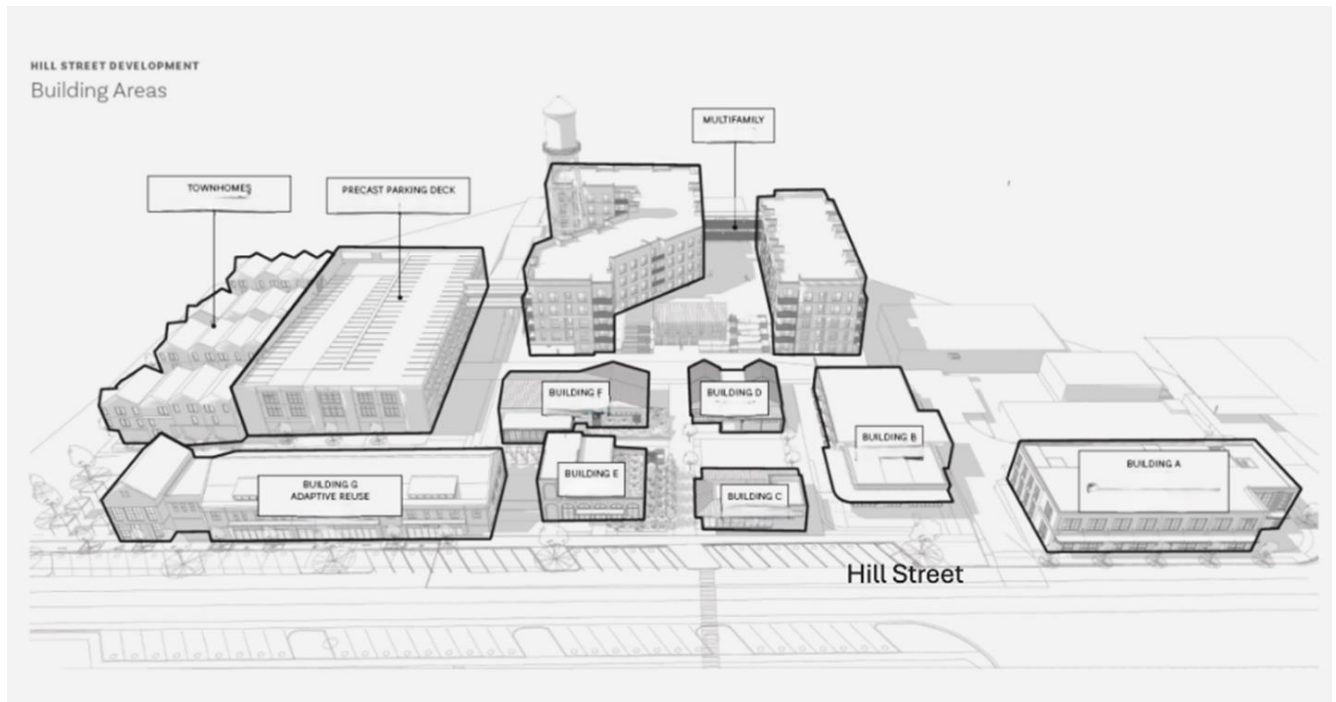 HILL STREET DEVELOPMENT
Building Areas
MULTIFAMILY
TOWNHOMES
PRECAST PARKING DECK
BUILDING F
BUILDING D
BUILDING B
BUILDING A
BUILDING E
BUILDING G
ADAPTIVE REUSE
BUILDING C
Hill Street